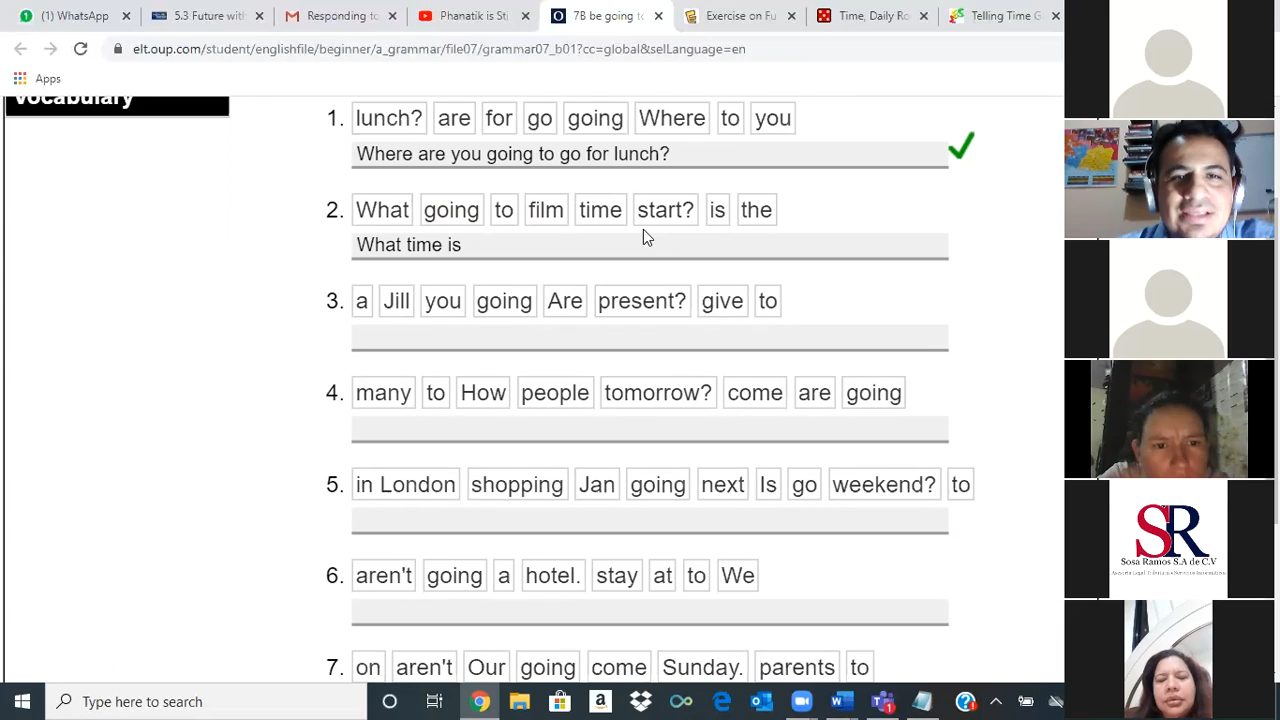 (1) WhatsApp
5.3 Future with
Responding to
Phanatik is Sti
7B be going to
Exercise on Fu
Time, Daily Ro
Telling Time G
elt.oup.com/student/englishfile/beginner/a_grammar/file07/grammar07_b01?cc=global&selLanguage=en
Apps
Vocabulary
1. lunch? are for go going Where to you
Where are you going to go for lunch?
2. What going to film time start? is the
What time is
3. a Jill you going Are present? give to
4. many to How people tomorrow? come are going
5. in London shopping Jan going next Is go weekend? to
6. aren't going a hotel. stay at to We
7. on aren't Our going come Sunday. parents to
SR
Sosa Ramos S.A de C.V
Type here to search